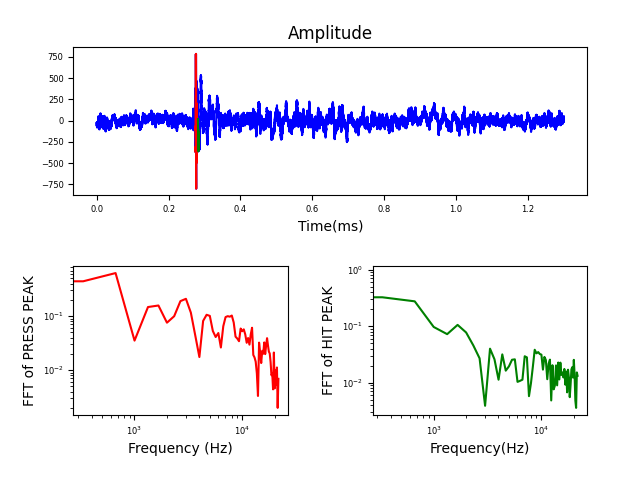 Amplitude
750
500
250
0
−250
−500
−750
0.0 0.2 0.4 0.6 0.8 1.0 1.2
Time(ms)
FFT of PRESS PEAK
10⁻¹
10⁻²
10³ 10⁴
Frequency (Hz)
FFT of HIT PEAK
10⁰
10⁻¹
10⁻²
10³ 10⁴
Frequency(Hz)